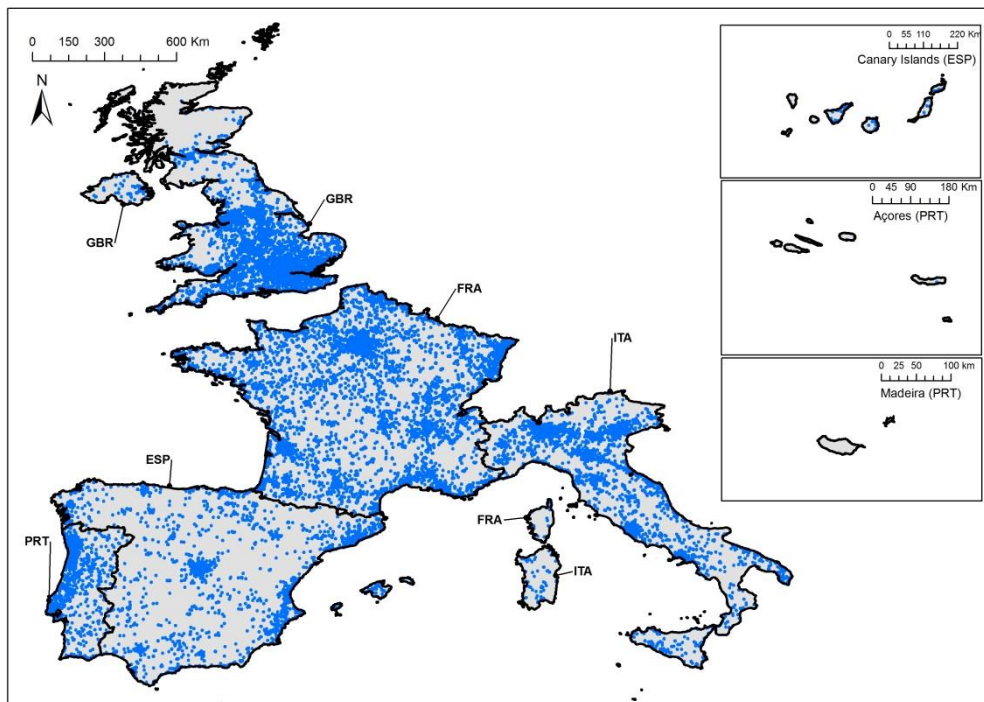 0 150 300 600 Km
N
GBR
GBR
FRA
ITA
ESP
PRT
FRA
ITA
0 55 110 220 Km
Canary Islands (ESP)
0 45 90 180 Km
Açores (PRT)
0 25 50 100 km
Madeira (PRT)